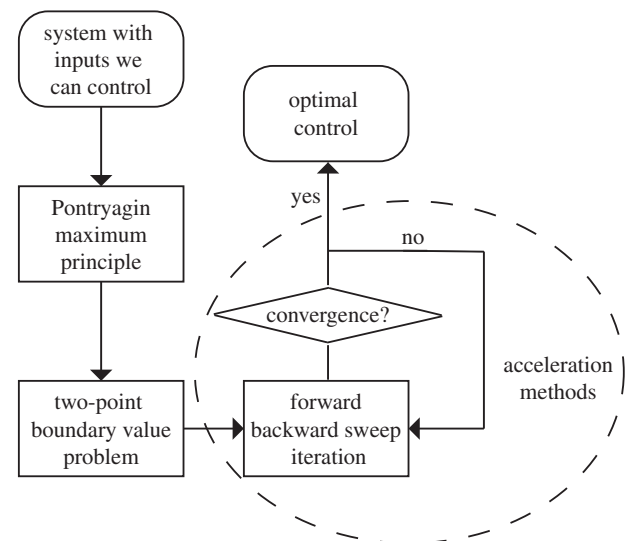 system with
inputs we
can control
Pontryagin
maximum
principle
two-point
boundary value
problem
forward
backward sweep
iteration
convergence?
yes
no
optimal
control
acceleration
methods